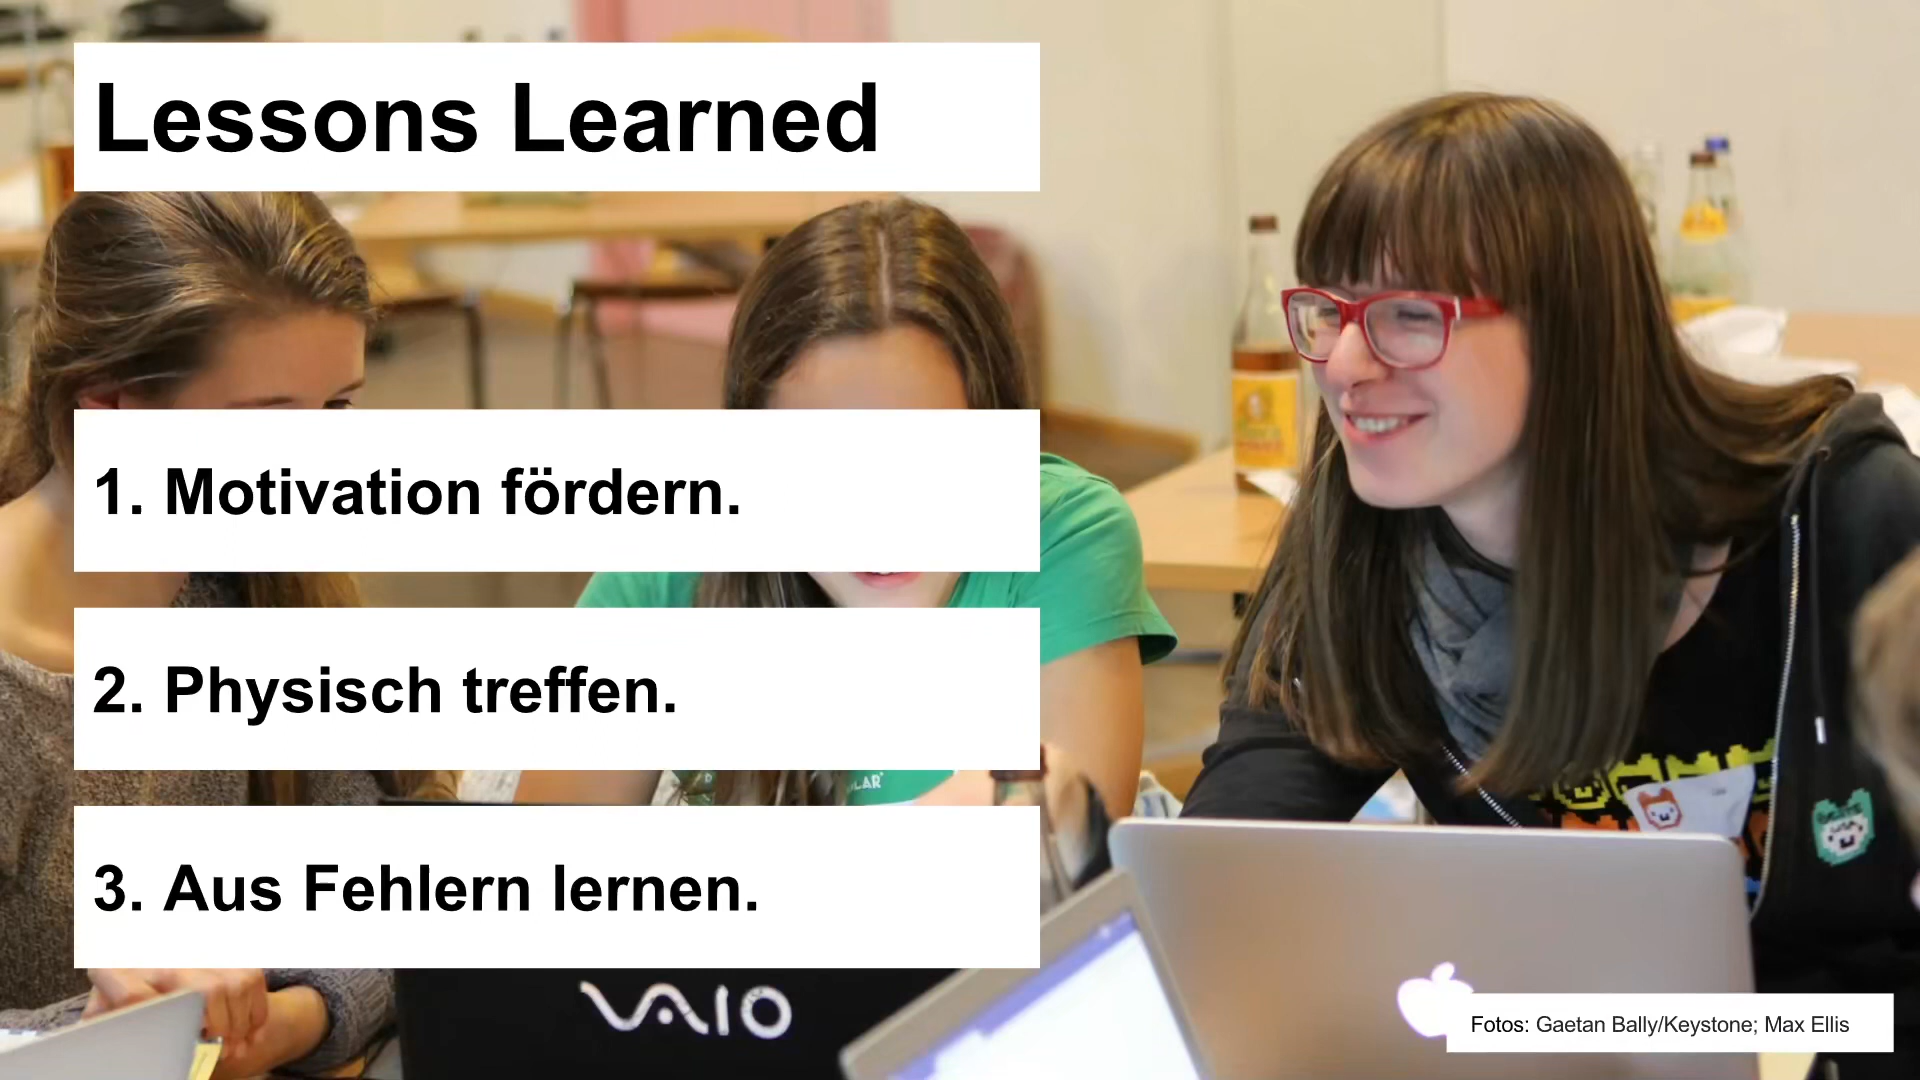 Lessons Learned
1. Motivation fördern.
2. Physisch treffen.
3. Aus Fehlern lernen.
LAR
VAIO
Fotos: Gaetan Bally/Keystone; Max Ellis